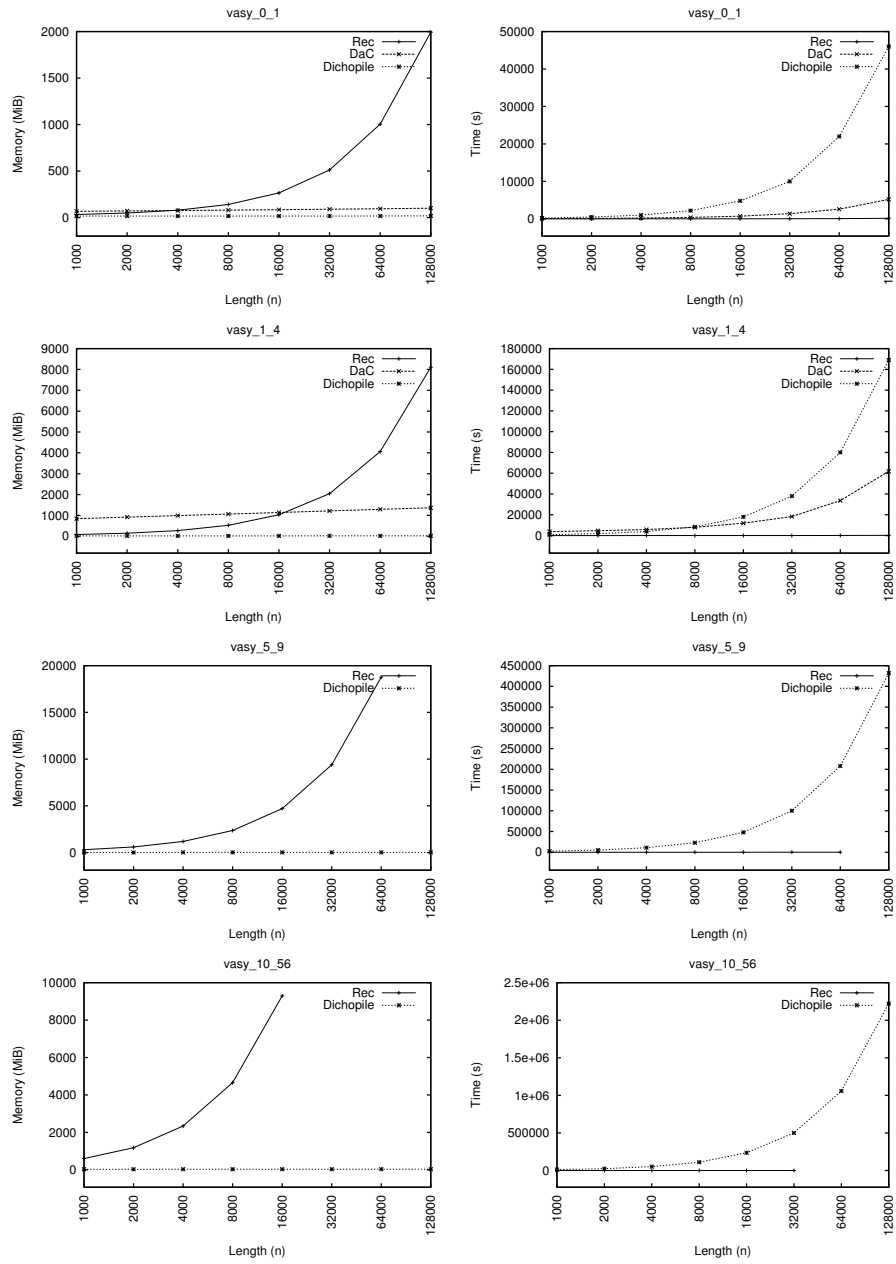 vasy_0_1
2000
1500
1000
500
0
Memory (MiB)
Rec
DaC
Dichopile
1000
2000
4000
8000
16000
32000
64000
128000
Length (n)
vasy_0_1
50000
40000
30000
20000
10000
0
Time (s)
Rec
DaC
Dichopile
1000
2000
4000
8000
16000
32000
64000
128000
Length (n)
vasy_1_4
9000
8000
7000
6000
5000
4000
3000
2000
1000
0
Memory (MiB)
Rec
DaC
Dichopile
1000
2000
4000
8000
16000
32000
64000
128000
Length (n)
vasy_1_4
180000
160000
140000
120000
100000
80000
60000
40000
20000
0
Time (s)
Rec
DaC
Dichopile
1000
2000
4000
8000
16000
32000
64000
128000
Length (n)
vasy_5_9
20000
15000
10000
5000
0
Memory (MiB)
Rec
Dichopile
1000
2000
4000
8000
16000
32000
64000
128000
Length (n)
vasy_5_9
450000
400000
350000
300000
250000
200000
150000
100000
50000
0
Time (s)
Rec
Dichopile
1000
2000
4000
8000
16000
32000
64000
128000
Length (n)
vasy_10_56
10000
8000
6000
4000
2000
0
Memory (MiB)
Rec
Dichopile
1000
2000
4000
8000
16000
32000
64000
128000
Length (n)
vasy_10_56
2.5e+06
2e+06
1.5e+06
1e+06
500000
0
Time (s)
Rec
Dichopile
1000
2000
4000
8000
16000
32000
64000
128000
Length (n)